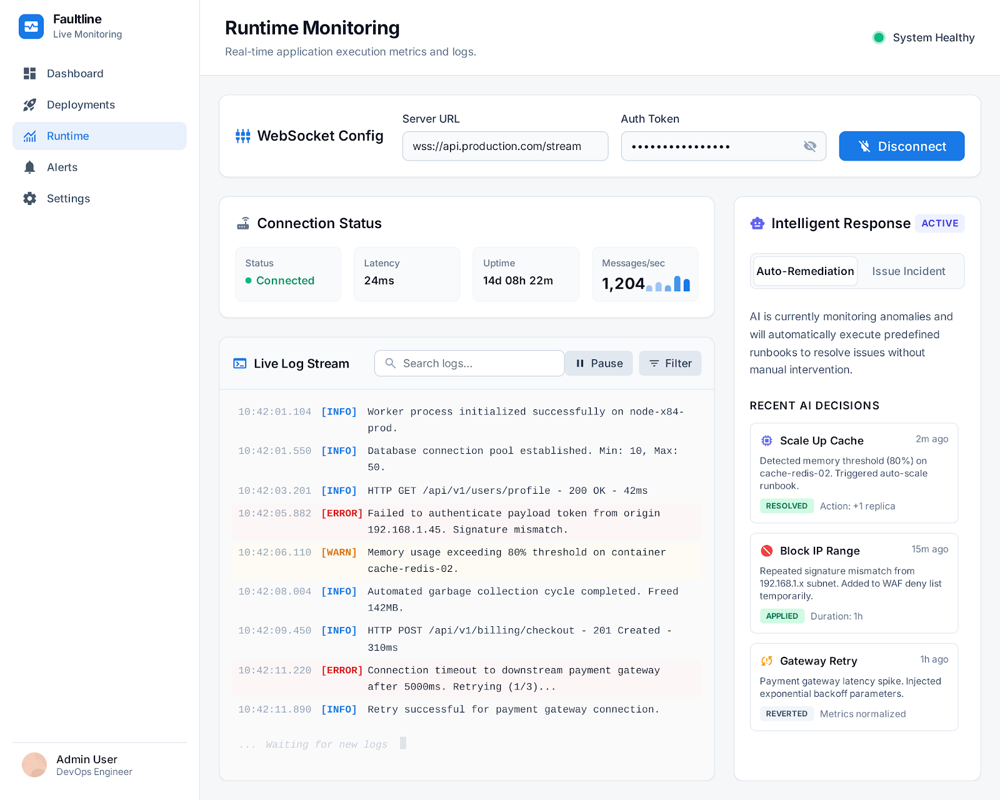 Faultline
Live Monitoring
Dashboard
Deployments
Runtime
Alerts
Settings
Admin User
DevOps Engineer
Runtime Monitoring
Real-time application execution metrics and logs.
System Healthy
WebSocket Config
Server URL
wss://api.production.com/stream
Auth Token
••••••••••••••••
Disconnect
Connection Status
Status
Connected
Latency
24ms
Uptime
14d 08h 22m
Messages/sec
1,204
Live Log Stream
Search logs...
Pause
Filter
10:42:01.104 [INFO] Worker process initialized successfully on node-x84-
prod.
10:42:01.550 [INFO] Database connection pool established. Min: 10, Max:
50.
10:42:03.201 [INFO] HTTP GET /api/v1/users/profile - 200 OK - 42ms
10:42:05.882 [ERROR] Failed to authenticate payload token from origin
192.168.1.45. Signature mismatch.
10:42:06.110 [WARN] Memory usage exceeding 80% threshold on container
cache-redis-02.
10:42:08.004 [INFO] Automated garbage collection cycle completed. Freed
142MB.
10:42:09.450 [INFO] HTTP POST /api/v1/billing/checkout - 201 Created -
310ms
10:42:11.220 [ERROR] Connection timeout to downstream payment gateway
after 5000ms. Retrying (1/3)...
10:42:11.890 [INFO] Retry successful for payment gateway connection.
... Waiting for new logs
Intelligent Response
ACTIVE
Auto-Remediation
Issue Incident
AI is currently monitoring anomalies and
will automatically execute predefined
runbooks to resolve issues without
manual intervention.
RECENT AI DECISIONS
Scale Up Cache
2m ago
Detected memory threshold (80%) on
cache-redis-02. Triggered auto-scale
runbook.
RESOLVED
Action: +1 replica
Block IP Range
15m ago
Repeated signature mismatch from
192.168.1.x subnet. Added to WAF deny list
temporarily.
APPLIED
Duration: 1h
Gateway Retry
1h ago
Payment gateway latency spike. Injected
exponential backoff parameters.
REVERTED
Metrics normalized